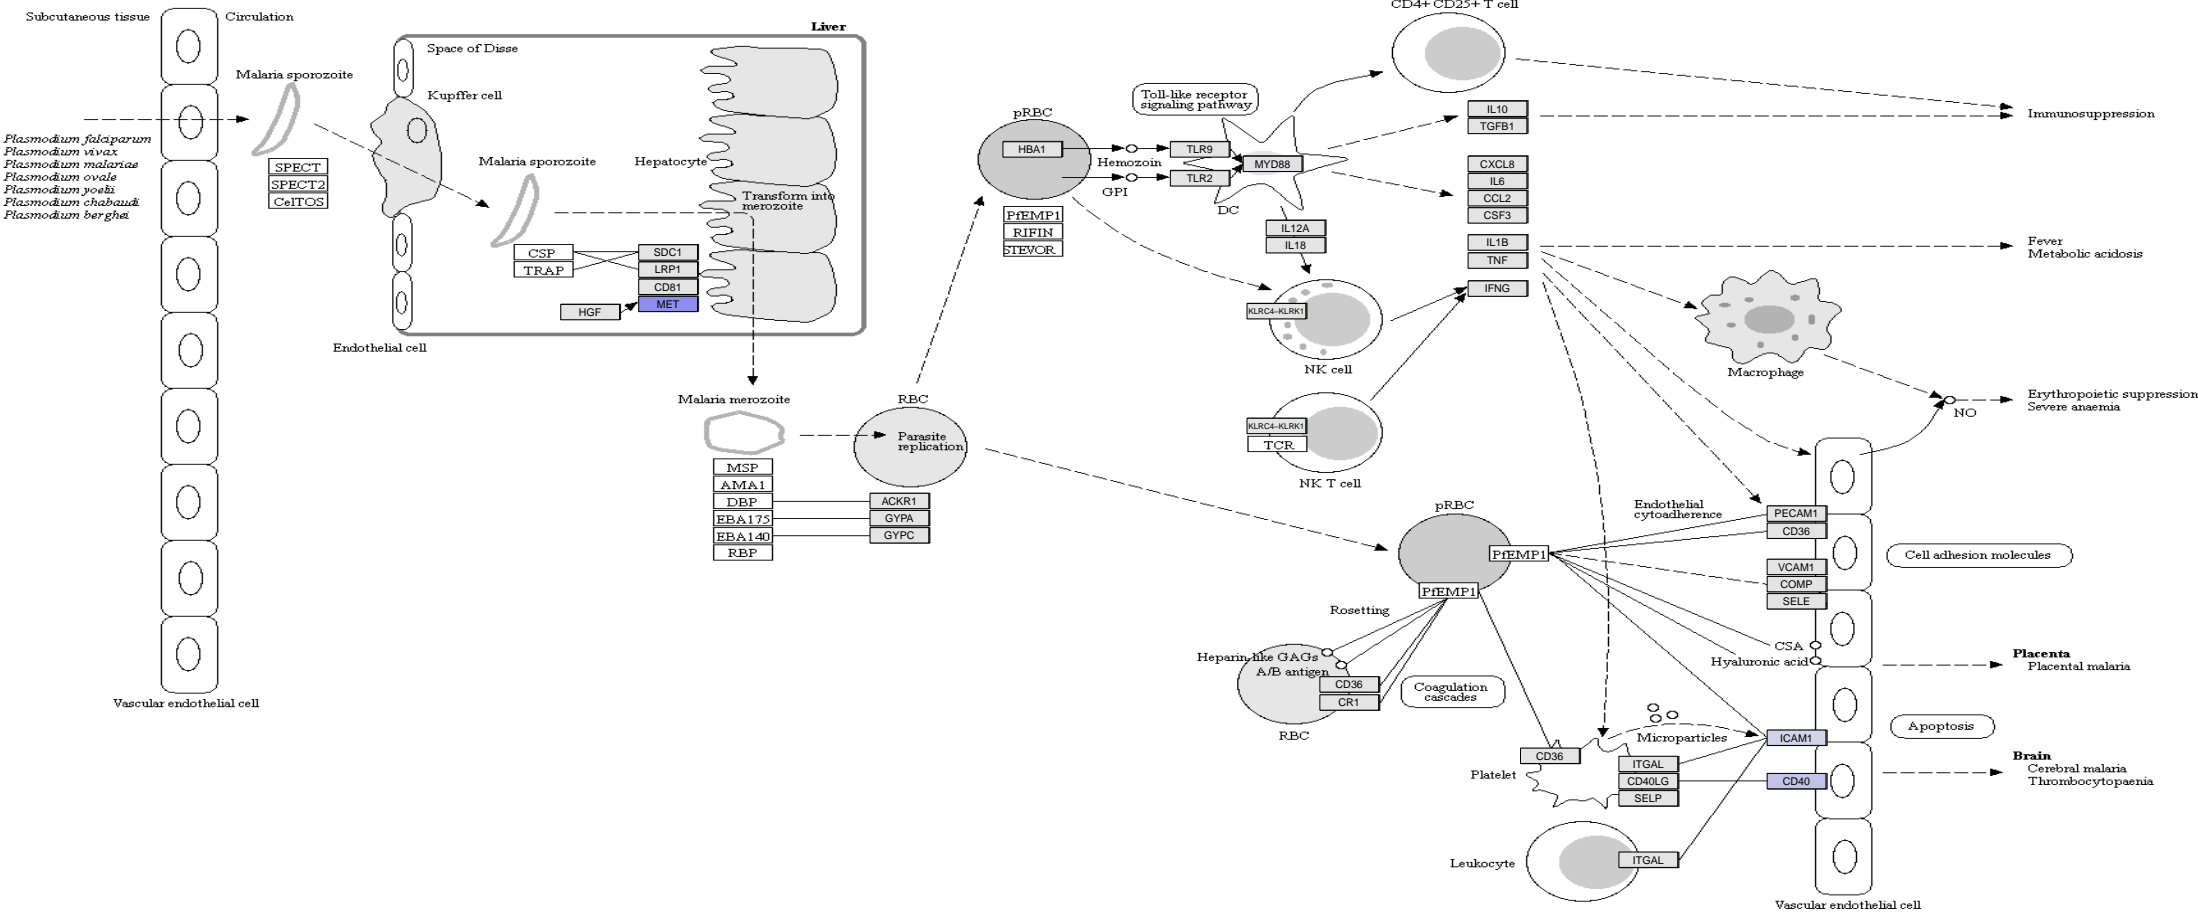 Subcutaneous tissue
Circulation
Malaria sporozoite
Plasmodium falciparum
Plasmodium vivax
Plasmodium malariae
Plasmodium ovale
Plasmodium yoelii
Plasmodium chabaudi
Plasmodium berghei
SPECT
SPECT2
CelTOS
Vascular endothelial cell
Liver
Space of Disse
Kupffer cell
Malaria sporozoite
Hepatocyte
Transform into
merozoite
CSP
TRAP
SDC1
LRP1
CD81
MET
HGF
Endothelial cell
Malaria merozoite
MSP
AMA1
DBP
EBA175
EBA140
RBP
RBC
Parasite
replication
ACKR1
GYPA
GYPC
pRBC
HBA1
PfEMP1
RIFIN
STEVOR
Hemozoin
GPI
Toll-like receptor
signaling pathway
TLR9
TLR2
MYD88
DC
IL12A
IL18
CD4+ CD25+ T cell
IL10
TGFB1
CXCL8
IL6
CCL2
CSF3
IL1B
TNF
IFNG
KLRC4-KLRK1
NK cell
KLRC4-KLRK1
TCR
NK T cell
Immunosuppression
Fever
Metabolic acidosis
Macrophage
NO
Erythropoietic suppression
Severe anaemia
pRBC
PfEMP1
PfEMP1
Endothelial
cytoadherence
PECAM1
CD36
VCAM1
COMP
SELE
CSA
Hyaluronic acid
Cell adhesion molecules
Rosetting
Heparin-like GAGs
A/B antigen
CD36
CR1
RBC
Coagulation
cascades
Placenta
Placental malaria
Microparticles
ICAM1
CD40
Apoptosis
CD36
Platelet
ITGAL
CD40LG
SELP
Brain
Cerebral malaria
Thrombocytopaenia
Leukocyte
ITGAL
Vascular endothelial cell